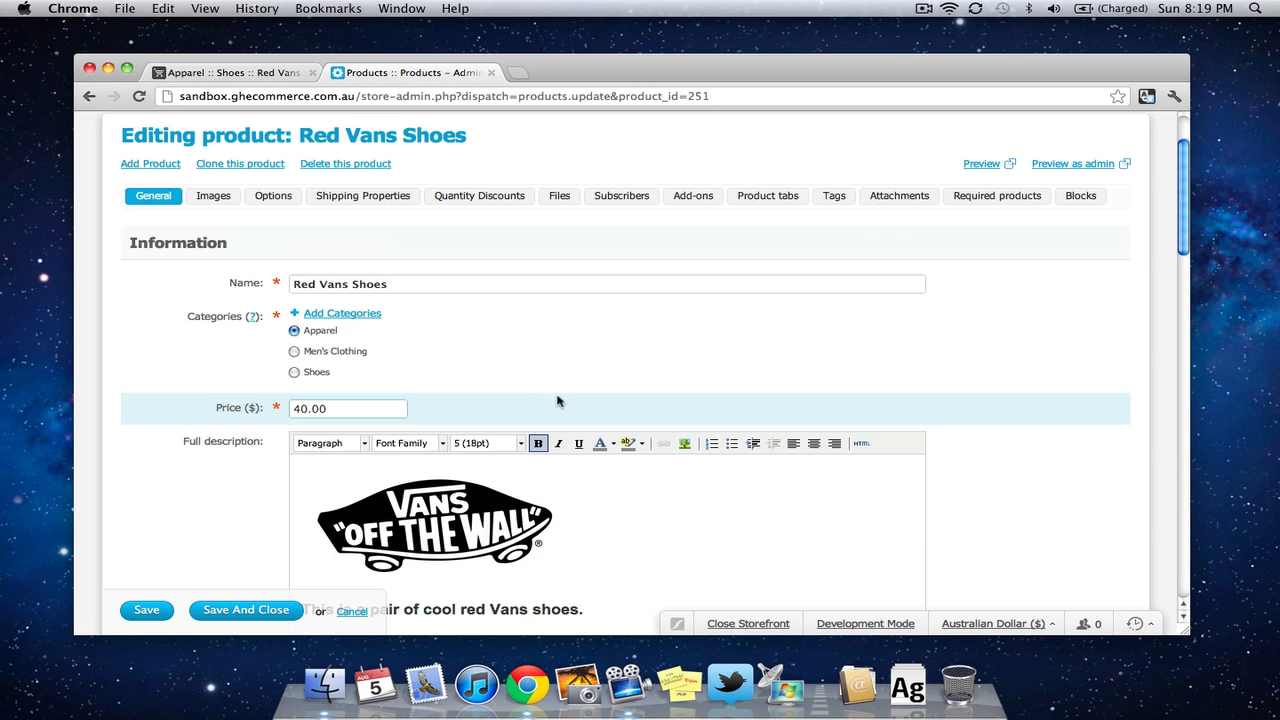 Chrome File Edit View History Bookmarks Window Help (Charged) Sun 8:19 PM
Apparel :: Shoes :: Red Vans Products :: Products – Admin
sandbox.ghecommerce.com.au/store-admin.php?dispatch=products.update&product_id=251
Editing product: Red Vans Shoes
Add Product Clone this product Delete this product Preview Preview as admin
General Images Options Shipping Properties Quantity Discounts Files Subscribers Add-ons Product tabs Tags Attachments Required products Blocks
Information
Name: * Red Vans Shoes
Categories (?): * + Add Categories
Apparel
Men's Clothing
Shoes
Price ($): * 40.00
Full description: Paragraph Font Family 5 (18pt) B I U A ab HTML
VANS
"OFF THE WALL"
®
This is a pair of cool red Vans shoes.
Save Save And Close or Cancel
Close Storefront Development Mode Australian Dollar ($) 0
AUG
5
@
Ag